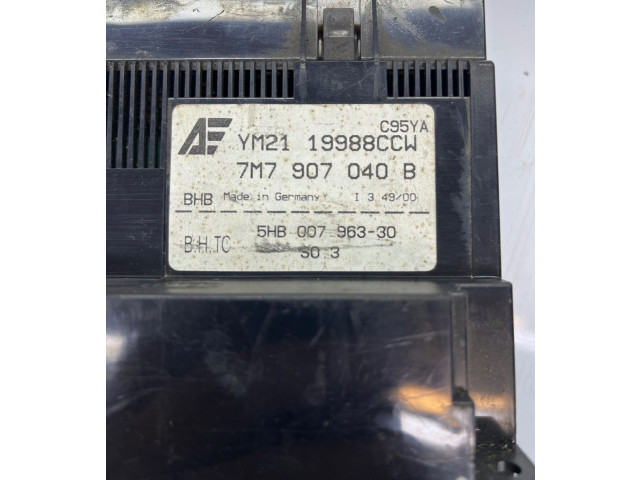 C95YA
AE YM21 19988CCW
7M7 907 040 B
BHB Made in Germany I 3 49/00
5HB 007 963-30
B.H.TC
SO 3